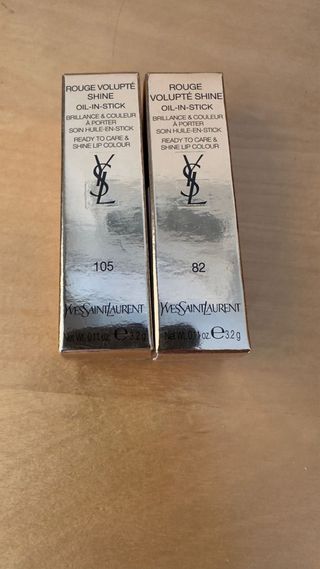 ROUGE VOLUPTÉ
SHINE
OIL-IN-STICK
BRILLANCE & COULEUR
À PORTER
SOIN HUILE-EN-STICK
READY TO CARE &
SHINE LIP COLOUR
YSL
105
YVESSAINTLAURENT
Net Wt. 0.11 oz. ℮ 3.2 g
ROUGE
VOLUPTÉ SHINE
OIL-IN-STICK
BRILLANCE & COULEUR
À PORTER
SOIN HUILE-EN-STICK
READY TO CARE &
SHINE LIP COLOUR
YSL
82
YVESSAINTLAURENT
Net Wt. 0.11 oz. ℮ 3.2 g